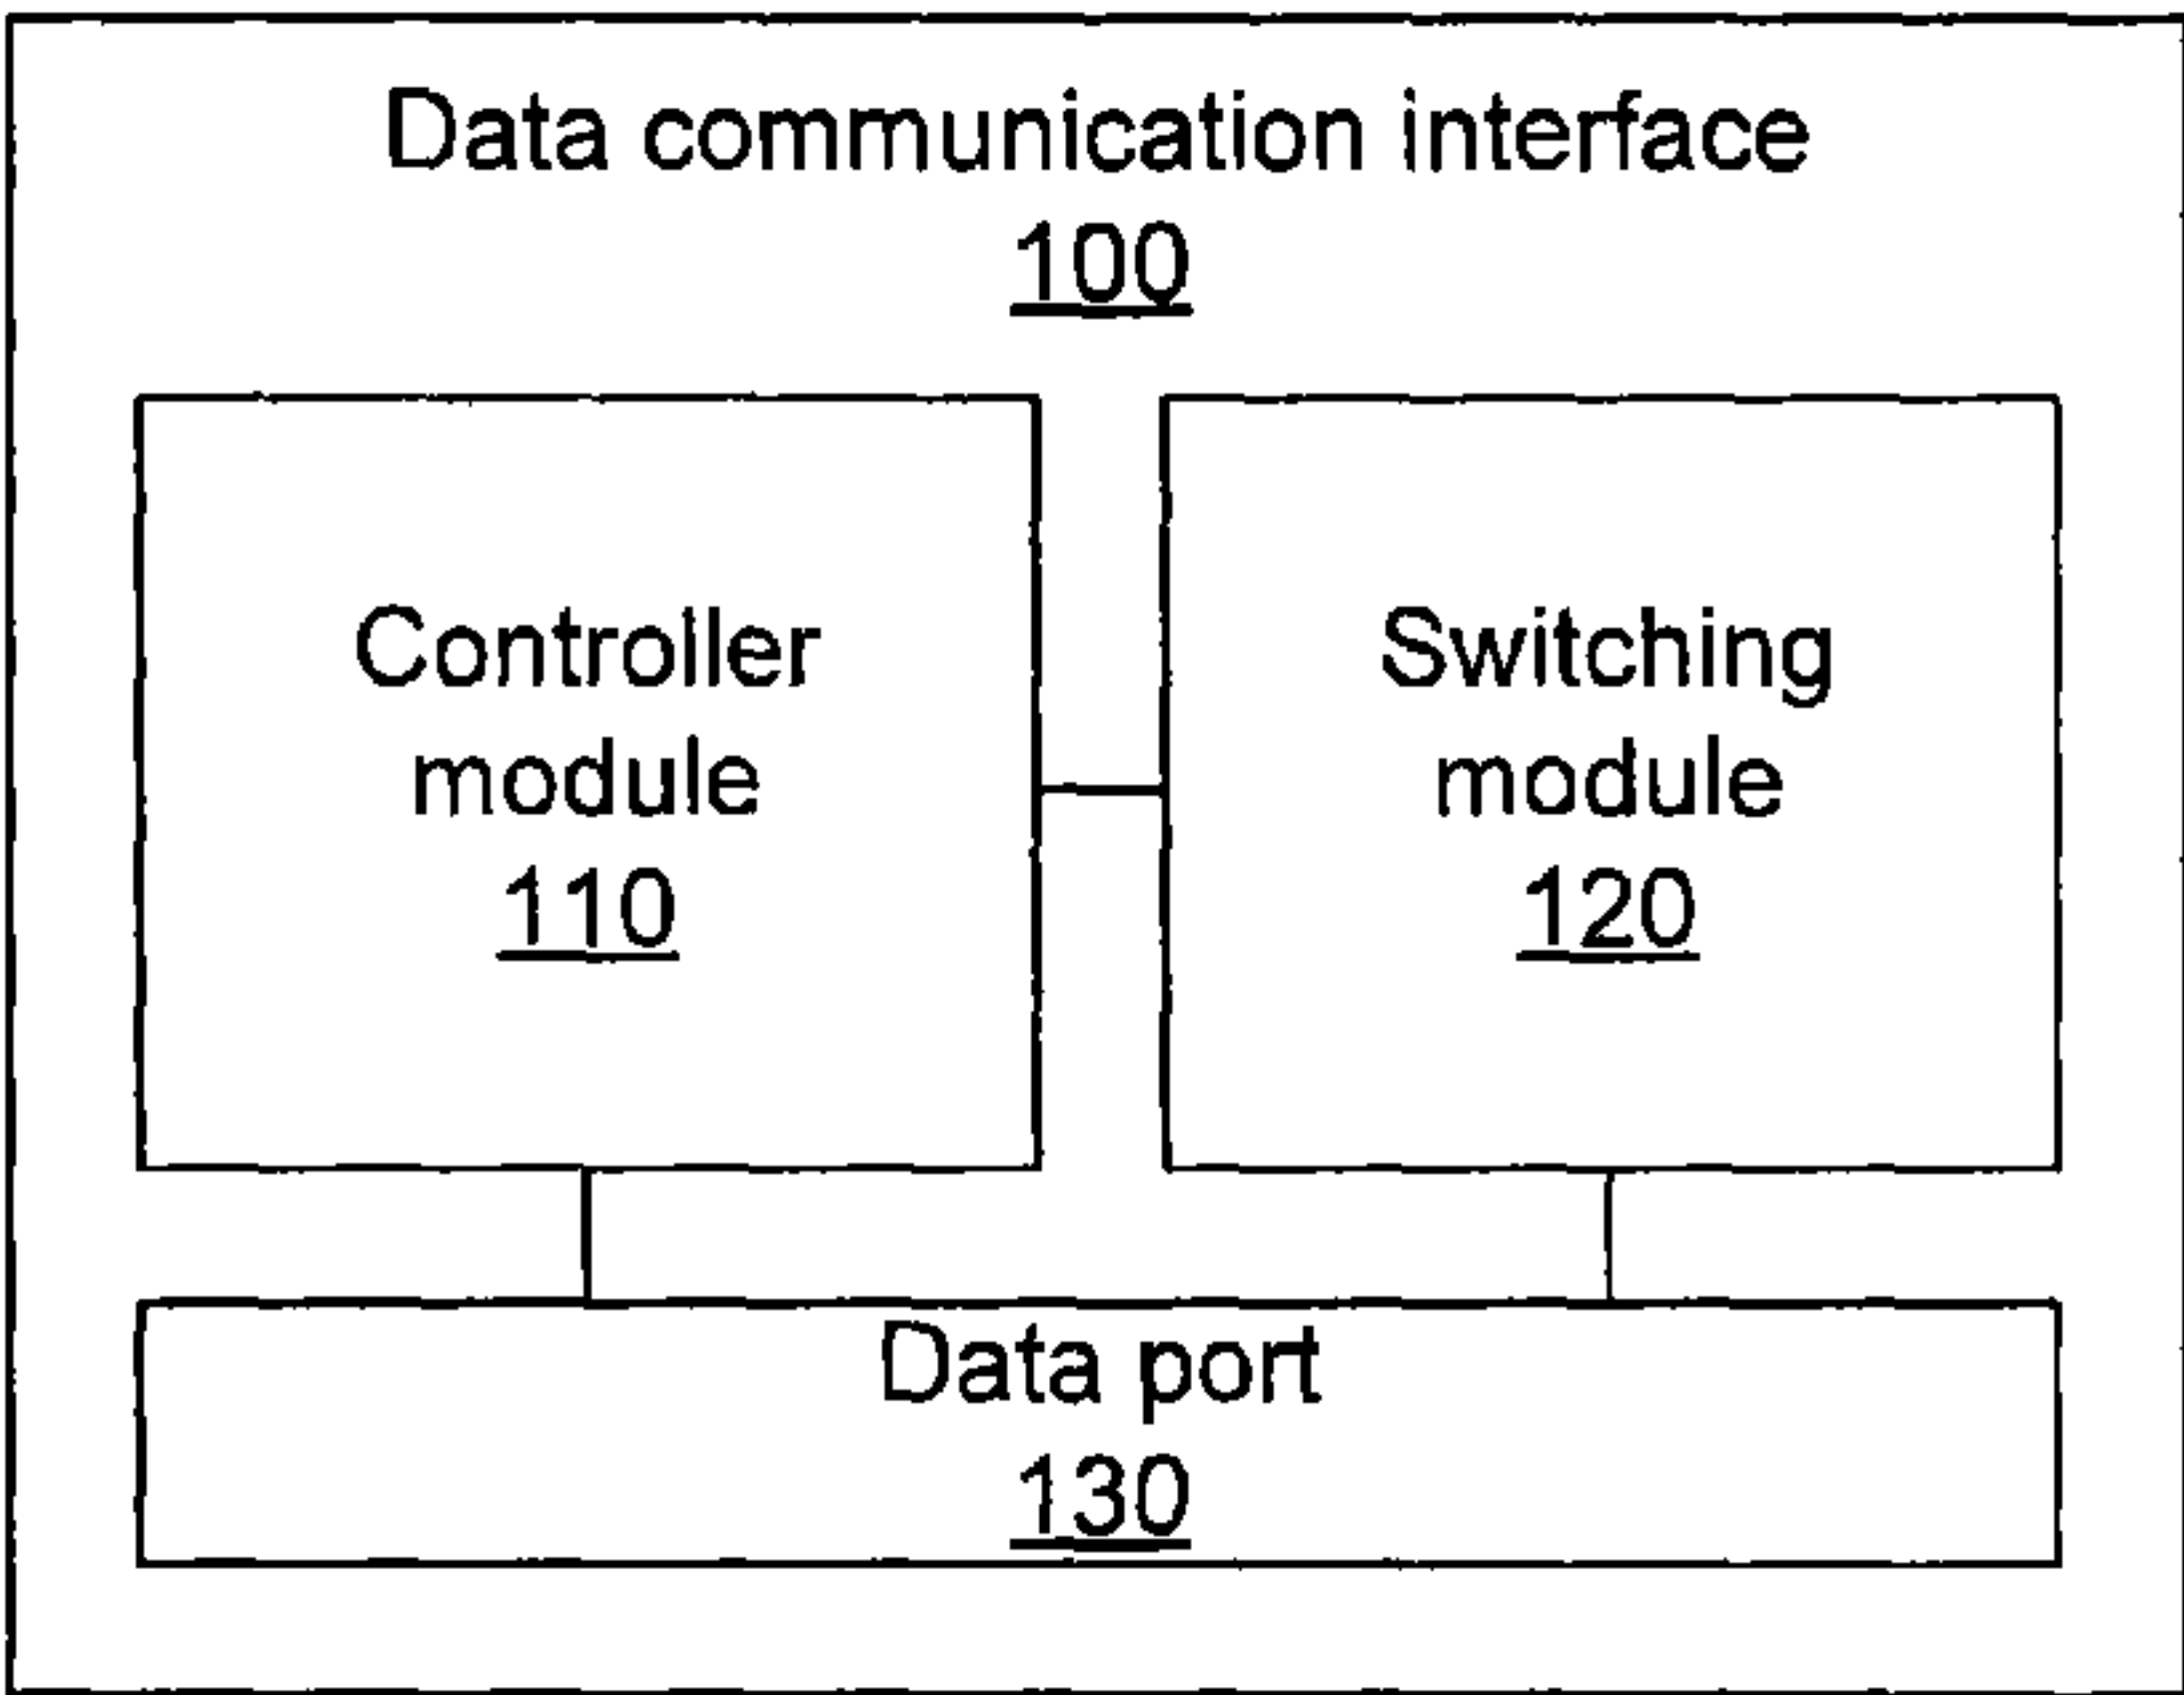 Data communication interface
100
Controller
module
110
Switching
module
120
Data port
130